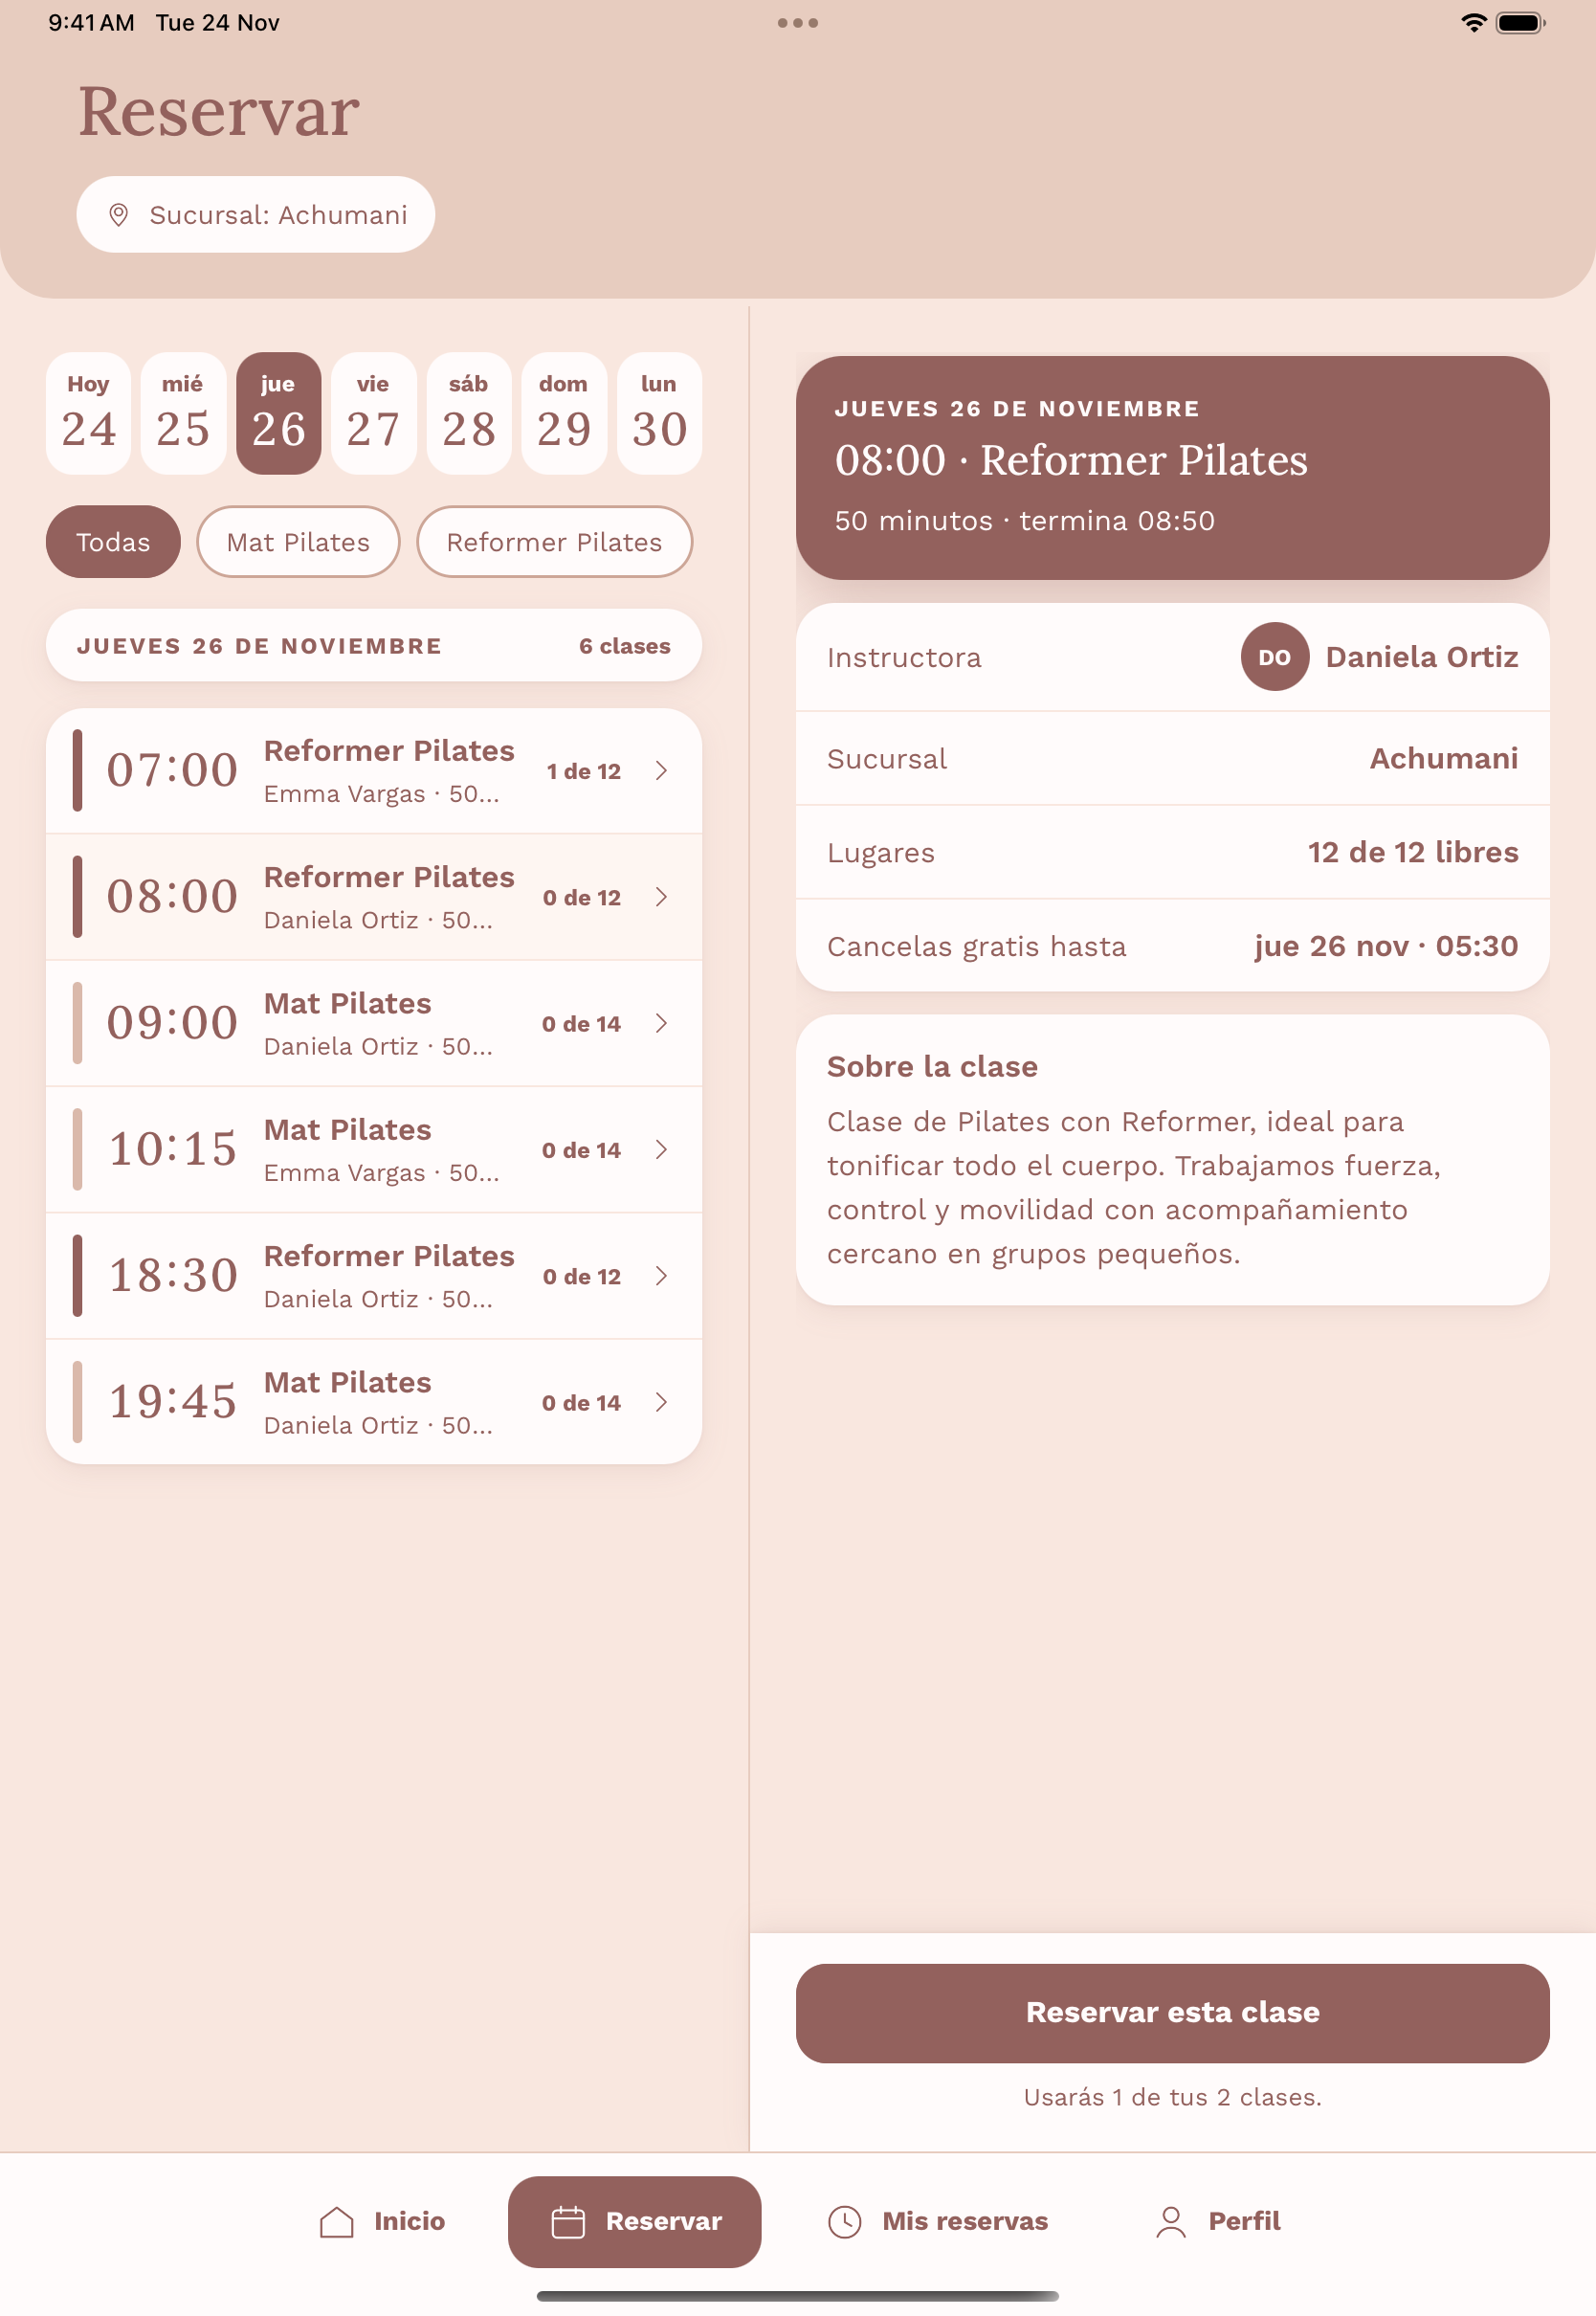 9:41 AM Tue 24 Nov
Reservar
Sucursal: Achumani
Hoy mié jue vie sáb dom lun
24 25 26 27 28 29 30
Todas Mat Pilates Reformer Pilates
JUEVES 26 DE NOVIEMBRE 6 clases
07:00 Reformer Pilates 1 de 12
Emma Vargas · 50...
08:00 Reformer Pilates 0 de 12
Daniela Ortiz · 50...
09:00 Mat Pilates 0 de 14
Daniela Ortiz · 50...
10:15 Mat Pilates 0 de 14
Emma Vargas · 50...
18:30 Reformer Pilates 0 de 12
Daniela Ortiz · 50...
19:45 Mat Pilates 0 de 14
Daniela Ortiz · 50...
JUEVES 26 DE NOVIEMBRE
08:00 · Reformer Pilates
50 minutos · termina 08:50
Instructora DO Daniela Ortiz
Sucursal Achumani
Lugares 12 de 12 libres
Cancelas gratis hasta jue 26 nov · 05:30
Sobre la clase
Clase de Pilates con Reformer, ideal para
tonificar todo el cuerpo. Trabajamos fuerza,
control y movilidad con acompañamiento
cercano en grupos pequeños.
Reservar esta clase
Usarás 1 de tus 2 clases.
Inicio Reservar Mis reservas Perfil